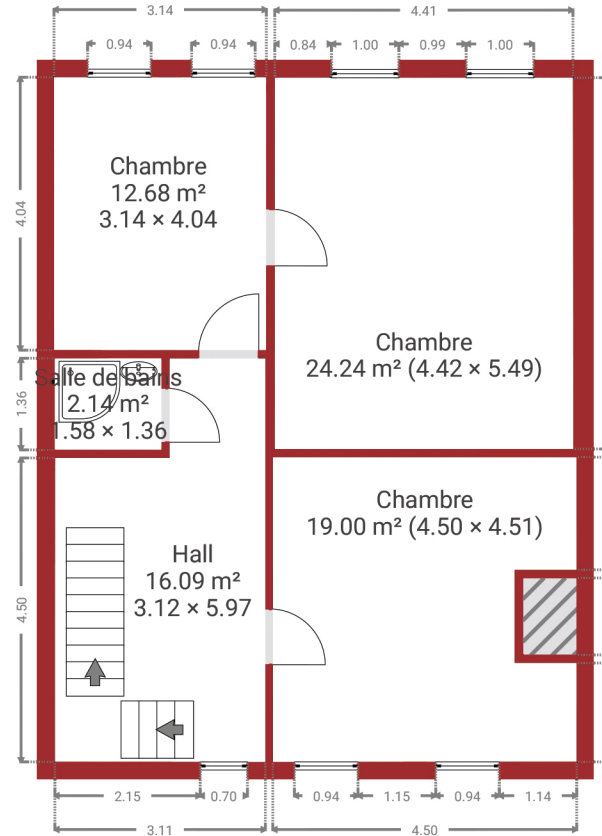 3.14
4.41
0.94
0.94
0.84
1.00
0.99
1.00
Chambre
12.68 m²
3.14 × 4.04
4.04
Chambre
24.24 m² (4.42 × 5.49)
Salle de bains
2.14 m²
1.58 × 1.36
1.36
Chambre
19.00 m² (4.50 × 4.51)
Hall
16.09 m²
3.12 × 5.97
4.50
2.15
0.70
0.94
1.15
0.94
1.14
3.11
4.50